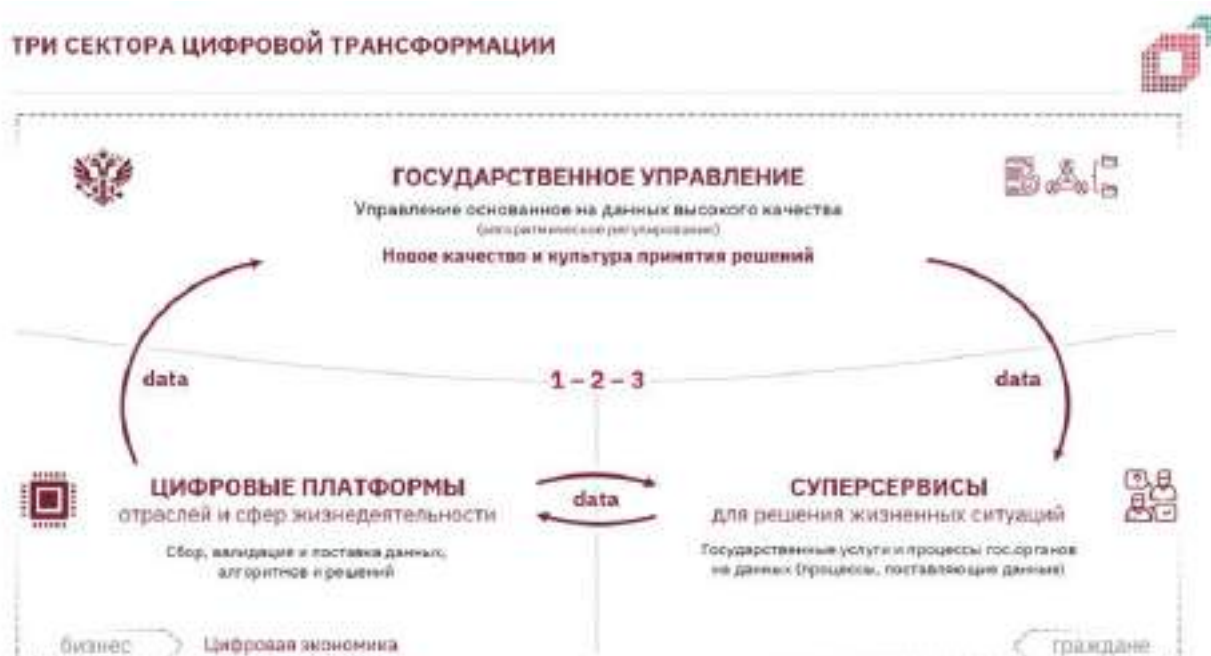 ТРИ СЕКТОРА ЦИФРОВОЙ ТРАНСФОРМАЦИИ
ГОСУДАРСТВЕННОЕ УПРАВЛЕНИЕ
Управление основанное на данных высокого качества
(алгоритмическое регулирование)
Новое качество и культура принятия решений
data
1 – 2 – 3
data
ЦИФРОВЫЕ ПЛАТФОРМЫ
отраслей и сфер жизнедеятельности
Сбор, валидация и поставка данных,
алгоритмов и решений
data
СУПЕРСЕРВИСЫ
для решения жизненных ситуаций
Государственные услуги и процессы гос.органов
на данных (процессы, поставляющие данные)
бизнес
Цифровая экономика
граждане